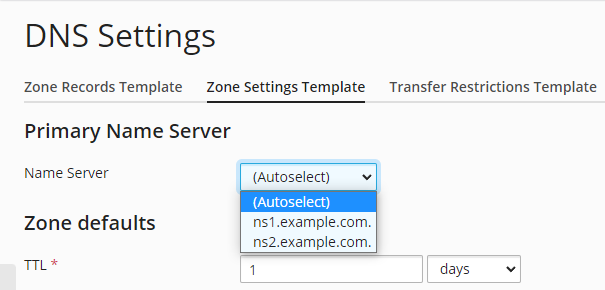 DNS Settings
Zone Records Template Zone Settings Template Transfer Restrictions Template
Primary Name Server
Name Server (Autoselect)
(Autoselect)
ns1.example.com.
ns2.example.com.
Zone defaults
TTL * 1 days